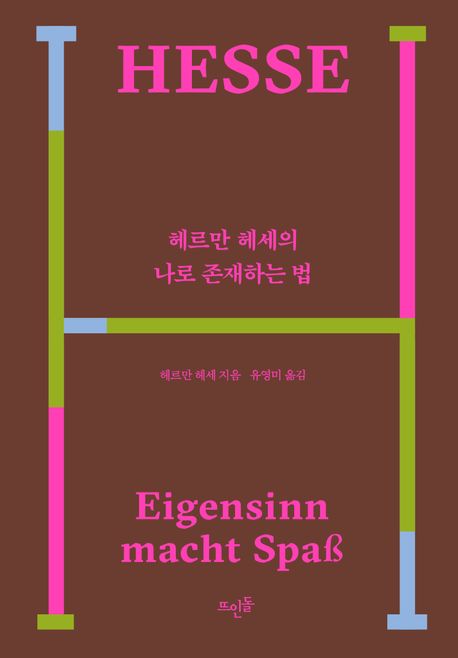 HESSE
헤르만 헤세의
나로 존재하는 법
헤르만 헤세 지음 유영미 옮김
Eigensinn
macht Spaß
뜨인돌